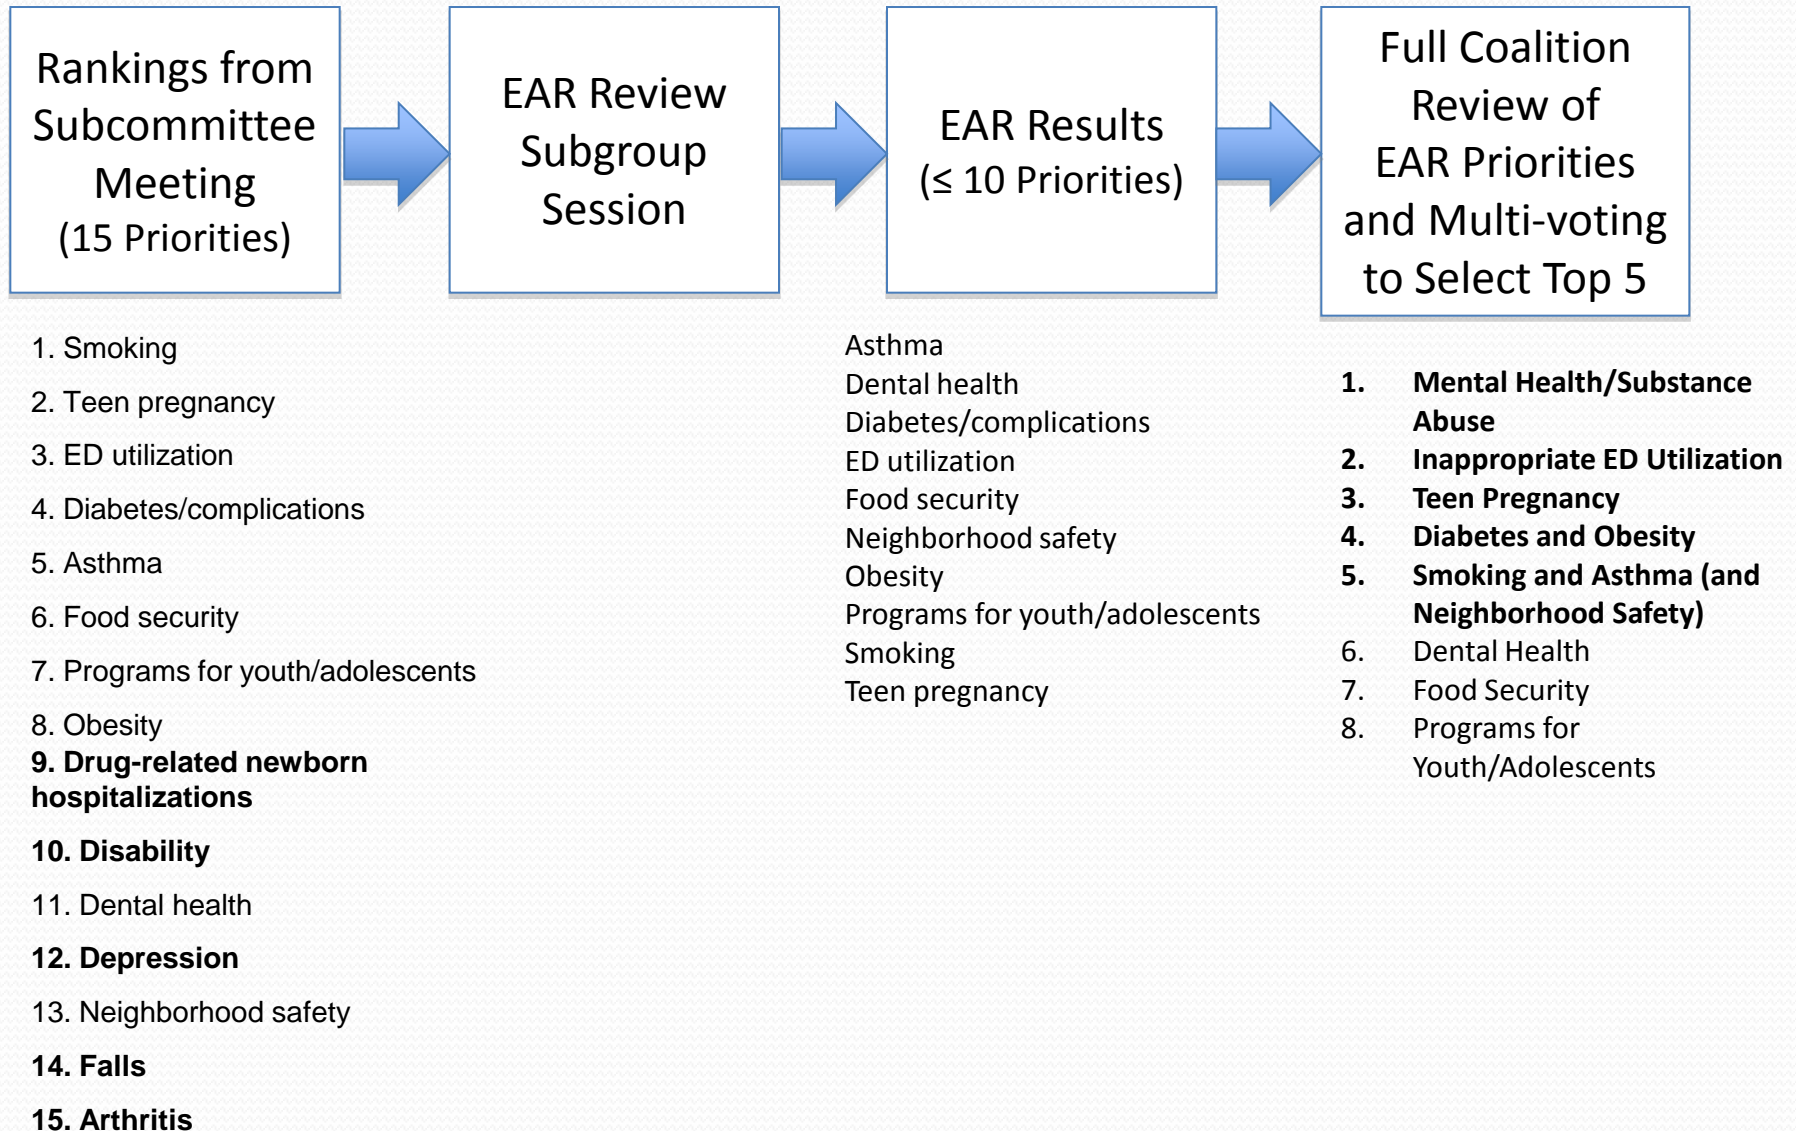 Rankings from
Subcommittee
Meeting
(15 Priorities)
EAR Review
Subgroup
Session
EAR Results
(≤ 10 Priorities)
Full Coalition
Review of
EAR Priorities
and Multi-voting
to Select Top 5
1. Smoking
2. Teen pregnancy
3. ED utilization
4. Diabetes/complications
5. Asthma
6. Food security
7. Programs for youth/adolescents
8. Obesity
9. Drug-related newborn
hospitalizations
10. Disability
11. Dental health
12. Depression
13. Neighborhood safety
14. Falls
15. Arthritis
Asthma
Dental health
Diabetes/complications
ED utilization
Food security
Neighborhood safety
Obesity
Programs for youth/adolescents
Smoking
Teen pregnancy
1. Mental Health/Substance
Abuse
2. Inappropriate ED Utilization
3. Teen Pregnancy
4. Diabetes and Obesity
5. Smoking and Asthma (and
Neighborhood Safety)
6. Dental Health
7. Food Security
8. Programs for
Youth/Adolescents